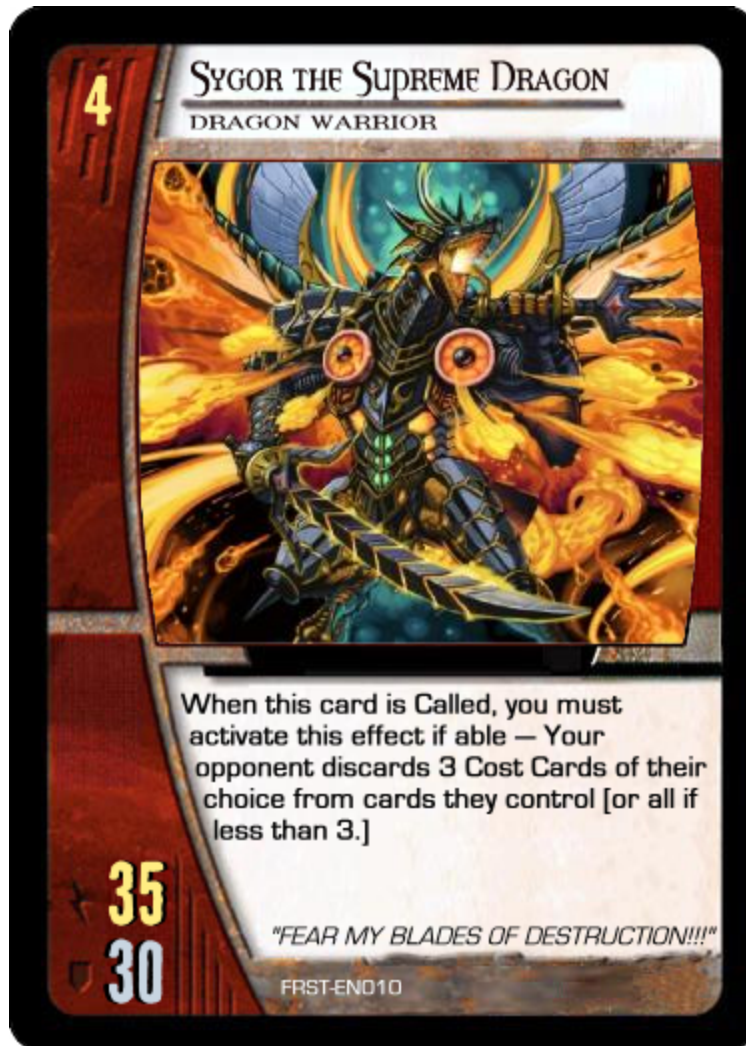 4
SYGOR THE SUPREME DRAGON
DRAGON WARRIOR
When this card is Called, you must
activate this effect if able — Your
opponent discards 3 Cost Cards of their
choice from cards they control [or all if
less than 3.]
35
"FEAR MY BLADES OF DESTRUCTION!!!"
30
FRST-EN010